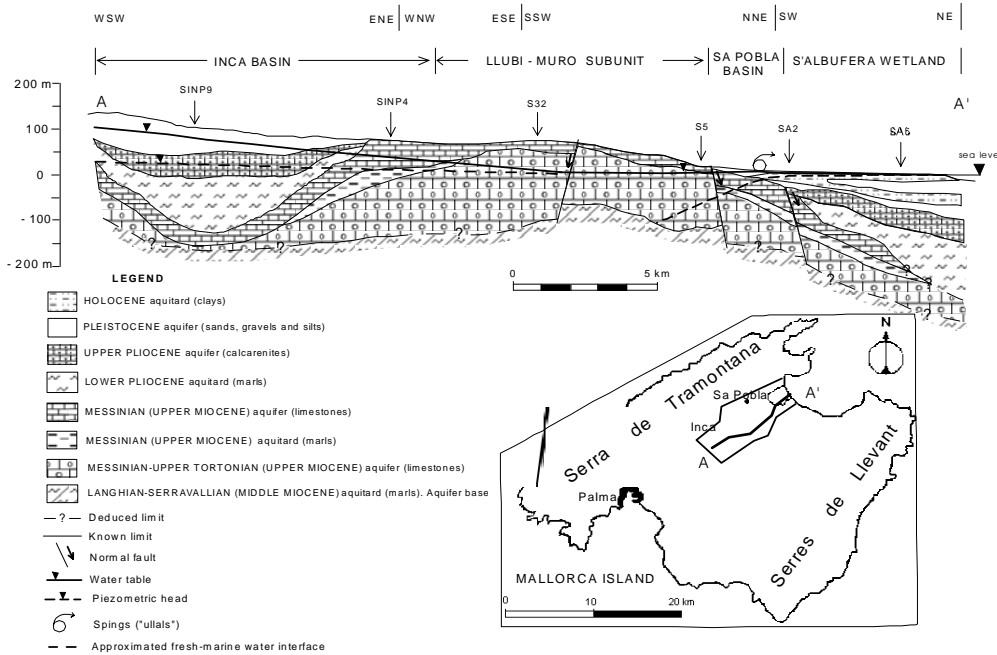 WSW
ENE WNW
ESE SSW
NNE SW
NE
INCA BASIN
LLUBI - MURO SUBUNIT
SA POBLA BASIN
S'ALBUFERA WETLAND
200 m
100
0
- 100
- 200 m
A
A'
SINP9
SINP4
S32
S5
SA2
SA6
sea level
? ? ? ? ? ? ? ? ?
0 5 km
LEGEND
HOLOCENE aquitard (clays)
PLEISTOCENE aquifer (sands, gravels and silts)
UPPER PLIOCENE aquifer (calcarenites)
LOWER PLIOCENE aquitard (marls)
MESSINIAN (UPPER MIOCENE) aquifer (limestones)
MESSINIAN (UPPER MIOCENE) aquitard (marls)
MESSINIAN-UPPER TORTONIAN (UPPER MIOCENE) aquifer (limestones)
LANGHIAN-SERRAVALLIAN (MIDDLE MIOCENE) aquitard (marls). Aquifer base
—?— Deduced limit
Known limit
Normal fault
Water table
Piezometric head
Spings ("ullals")
Approximated fresh-marine water interface
N
Serra de Tramontana
Sa Pobla
A'
Inca
A
Palma
Serres de Llevant
MALLORCA ISLAND
0 10 20 km